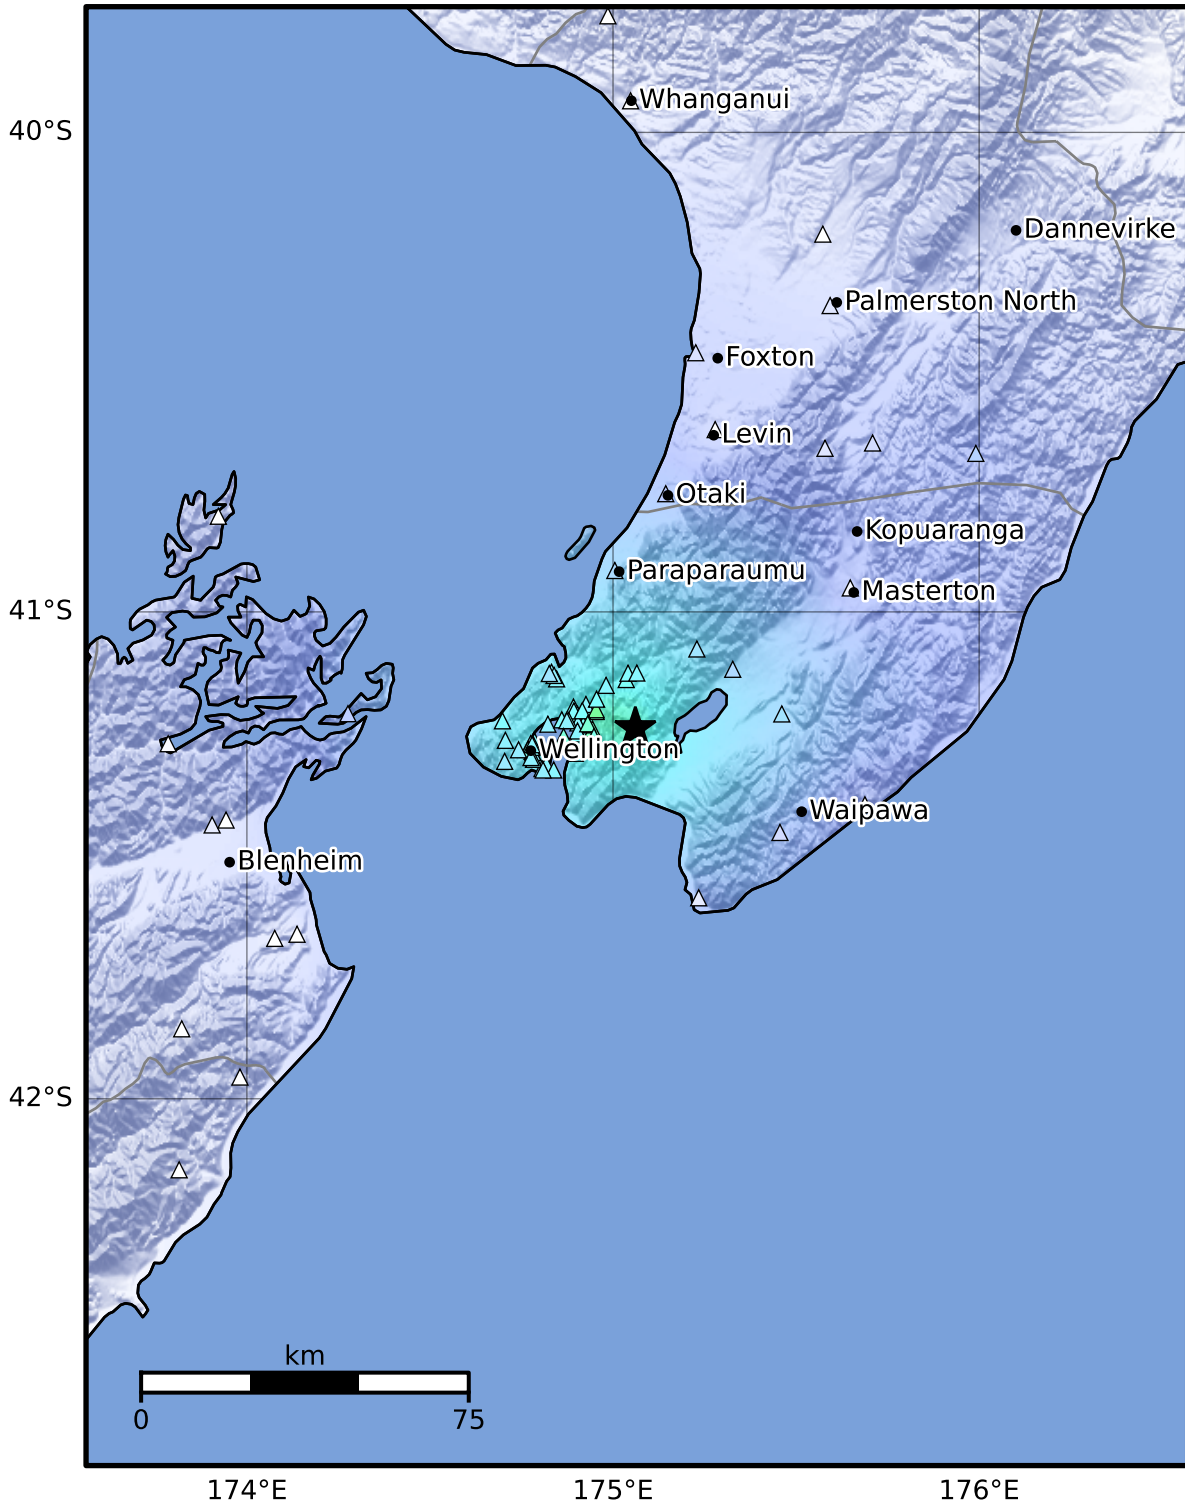 Whanganui
40°S
Dannevirke
Palmerston North
Foxton
Levin
Otaki
Kopuaranga
Paraparaumu
Masterton
41°S
Wellington
Waipawa
Blenheim
42°S
km
0
75
174°E
175°E
176°E